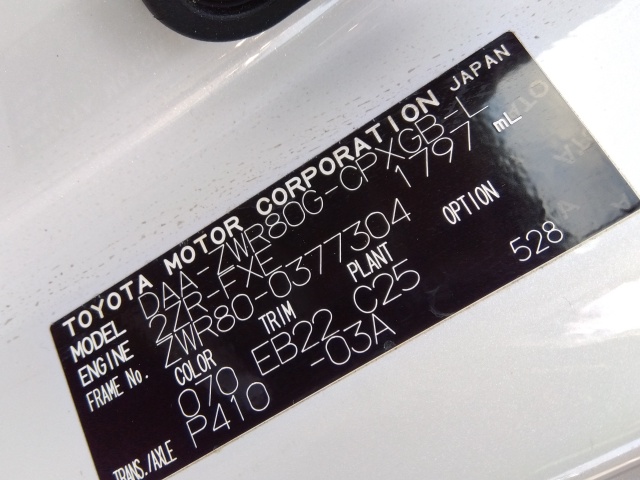 TOYOTA MOTOR CORPORATION JAPAN
MODEL DAA-ZWR80G-CPXGB-L
ENGINE 2ZR-FXE 1797 mL
FRAME No. ZWR80-0377304
COLOR TRIM PLANT OPTION
070 EB22 C25 528
TRANS./AXLE P410 -03A